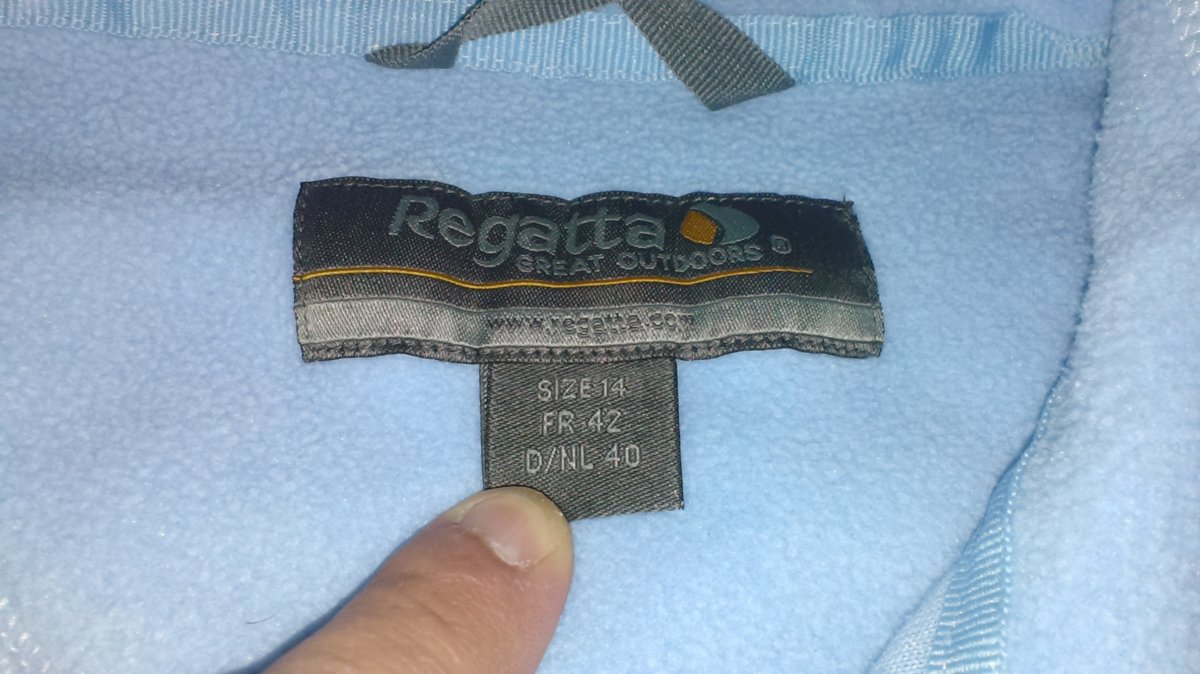 Regatta
GREAT OUTDOORS ®
www.regatta.com
SIZE 14
FR 42
D/NL 40